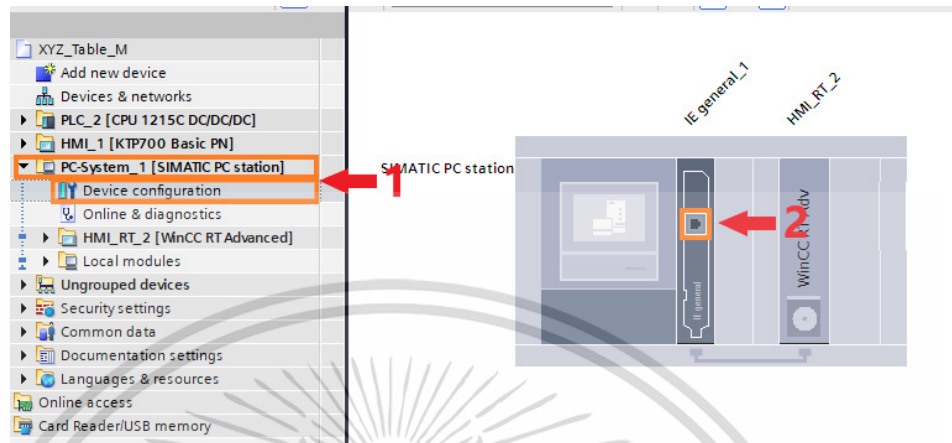 XYZ_Table_M
Add new device
Devices & networks
PLC_2 [CPU 1215C DC/DC/DC]
HMI_1 [KTP700 Basic PN]
PC-System_1 [SIMATIC PC station]
Device configuration
Online & diagnostics
HMI_RT_2 [WinCC RT Advanced]
Local modules
Ungrouped devices
Security settings
Common data
Documentation settings
Languages & resources
Online access
Card Reader/USB memory
1
IE general_1
HMI_RT_2
SIMATIC PC station
2
IE general
WinCC RT Adv